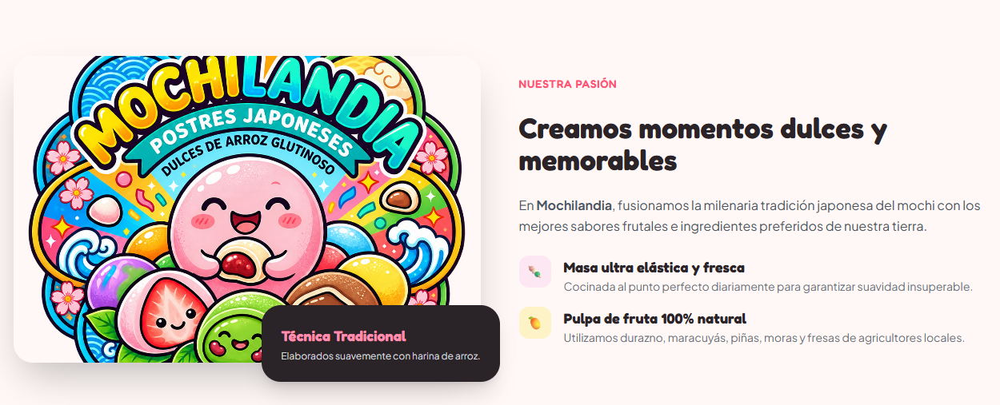 MOCHILANDIA
POSTRES JAPONESES
DULCES DE ARROZ GLUTINOSO
Técnica Tradicional
Elaborados suavemente con harina de arroz.
NUESTRA PASIÓN
Creamos momentos dulces y
memorables
En Mochilandia, fusionamos la milenaria tradición japonesa del mochi con los
mejores sabores frutales e ingredientes preferidos de nuestra tierra.
Masa ultra elástica y fresca
Cocinada al punto perfecto diariamente para garantizar suavidad insuperable.
Pulpa de fruta 100% natural
Utilizamos durazno, maracuyás, piñas, moras y fresas de agricultores locales.